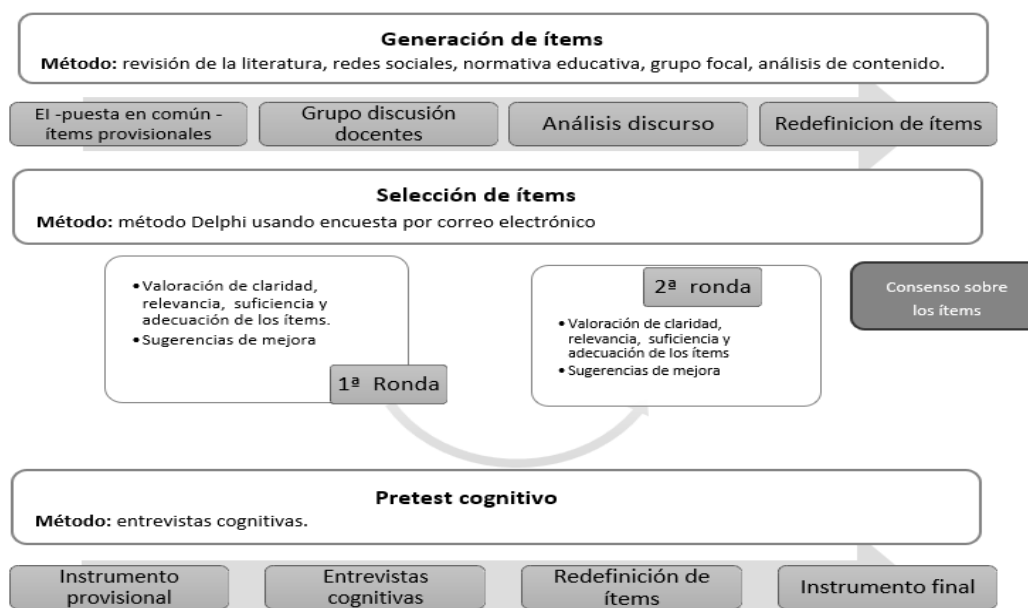 Generación de ítems
Método: revisión de la literatura, redes sociales, normativa educativa, grupo focal, análisis de contenido.
EI -puesta en común -
ítems provisionales
Grupo discusión
docentes
Análisis discurso
Redefinicion de ítems
Selección de ítems
Método: método Delphi usando encuesta por correo electrónico
•Valoración de claridad,
relevancia, suficiencia y
adecuación de los ítems.
•Sugerencias de mejora
1ª Ronda
2ª ronda
•Valoración de claridad,
relevancia, suficiencia y
adecuación de los ítems
•Sugerencias de mejora
Consenso sobre
los ítems
Pretest cognitivo
Método: entrevistas cognitivas.
Instrumento
provisional
Entrevistas
cognitivas
Redefinición de
ítems
Instrumento final